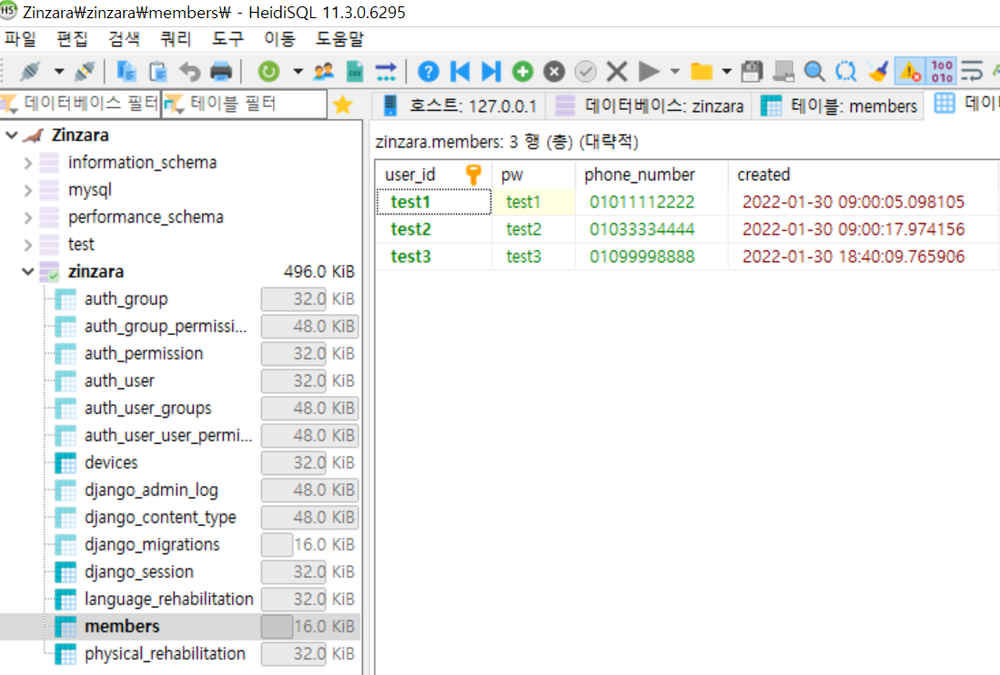 HS Zinzara₩zinzara₩members₩ - HeidiSQL 11.3.0.6295
파일 편집 검색 쿼리 도구 이동 도움말
데이터베이스 필터 테이블 필터
호스트: 127.0.0.1 데이터베이스: zinzara 테이블: members
Zinzara
information_schema
mysql
performance_schema
test
zinzara 496.0 KiB
auth_group 32.0 KiB
auth_group_permissi... 48.0 KiB
auth_permission 32.0 KiB
auth_user 32.0 KiB
auth_user_groups 48.0 KiB
auth_user_user_permi... 48.0 KiB
devices 32.0 KiB
django_admin_log 48.0 KiB
django_content_type 48.0 KiB
django_migrations 16.0 KiB
django_session 32.0 KiB
language_rehabilitation 32.0 KiB
members 16.0 KiB
physical_rehabilitation 32.0 KiB
zinzara.members: 3 행 (총) (대략적)
user_id pw phone_number created
test1 test1 01011112222 2022-01-30 09:00:05.098105
test2 test2 01033334444 2022-01-30 09:00:17.974156
test3 test3 01099998888 2022-01-30 18:40:09.765906